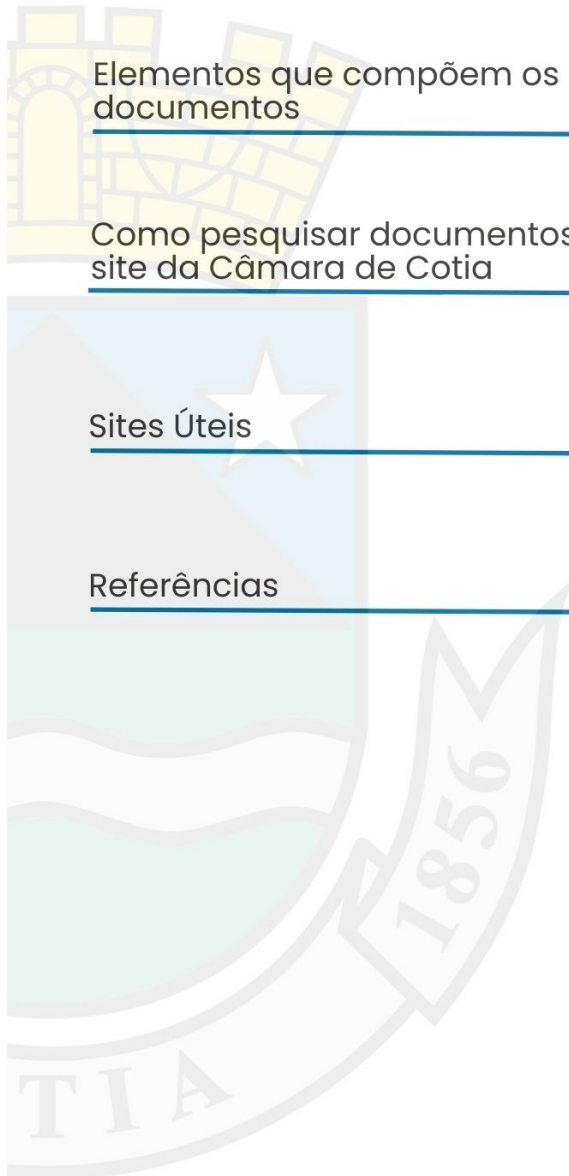 Elementos que compõem os
documentos
Como pesquisar documentos
site da Câmara de Cotia
Sites Úteis
Referências
1856
TIA